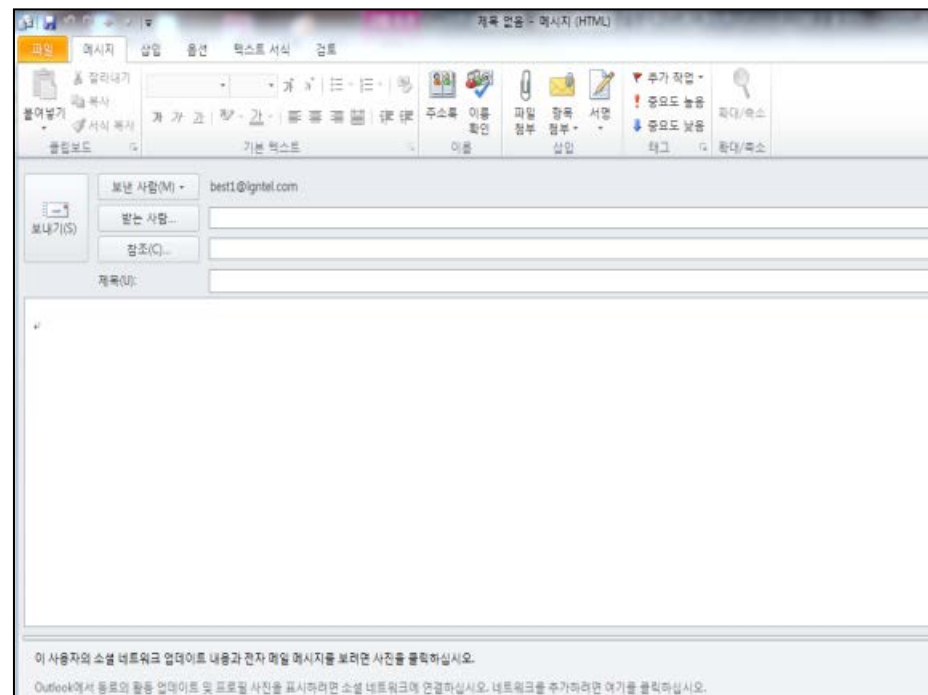 제목 없음 - 메시지 (HTML)
파일 메시지 삽입 옵션 텍스트 서식 검토
붙여넣기
잘라내기
복사
서식 복사
클립보드
가 가 가 가
기본 텍스트
주소록 이름 확인
이름
파일 첨부 항목 첨부 서명
삽입
추가 작업
중요도 높음
중요도 낮음
태그
확대/축소
확대/축소
보내기(S)
보낸 사람(M) best1@lgntel.com
받는 사람...
참조(C)...
제목(U):
이 사용자의 소셜 네트워크 업데이트 내용과 전자 메일 메시지를 보려면 사진을 클릭하십시오.
Outlook에서 동료의 활동 업데이트 및 프로필 사진을 표시하려면 소셜 네트워크에 연결하십시오. 네트워크를 추가하려면 여기를 클릭하십시오.